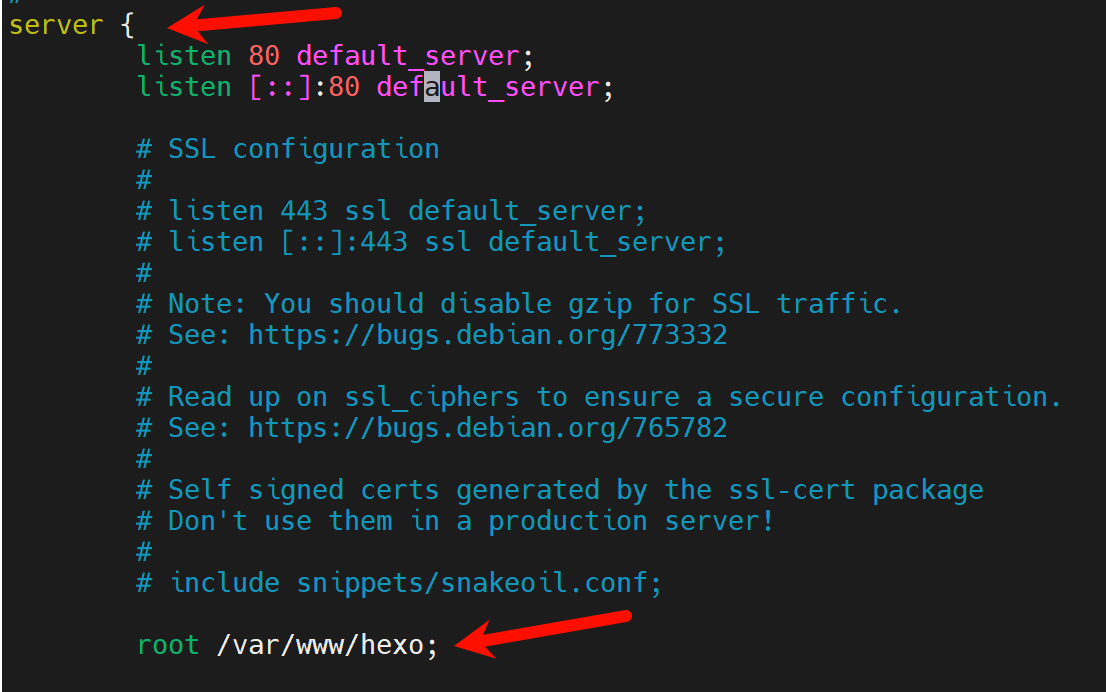 #
server {
listen 80 default_server;
listen [::]:80 default_server;
# SSL configuration
#
# listen 443 ssl default_server;
# listen [::]:443 ssl default_server;
#
# Note: You should disable gzip for SSL traffic.
# See: https://bugs.debian.org/773332
#
# Read up on ssl_ciphers to ensure a secure configuration.
# See: https://bugs.debian.org/765782
#
# Self signed certs generated by the ssl-cert package
# Don't use them in a production server!
#
# include snippets/snakeoil.conf;
root /var/www/hexo;